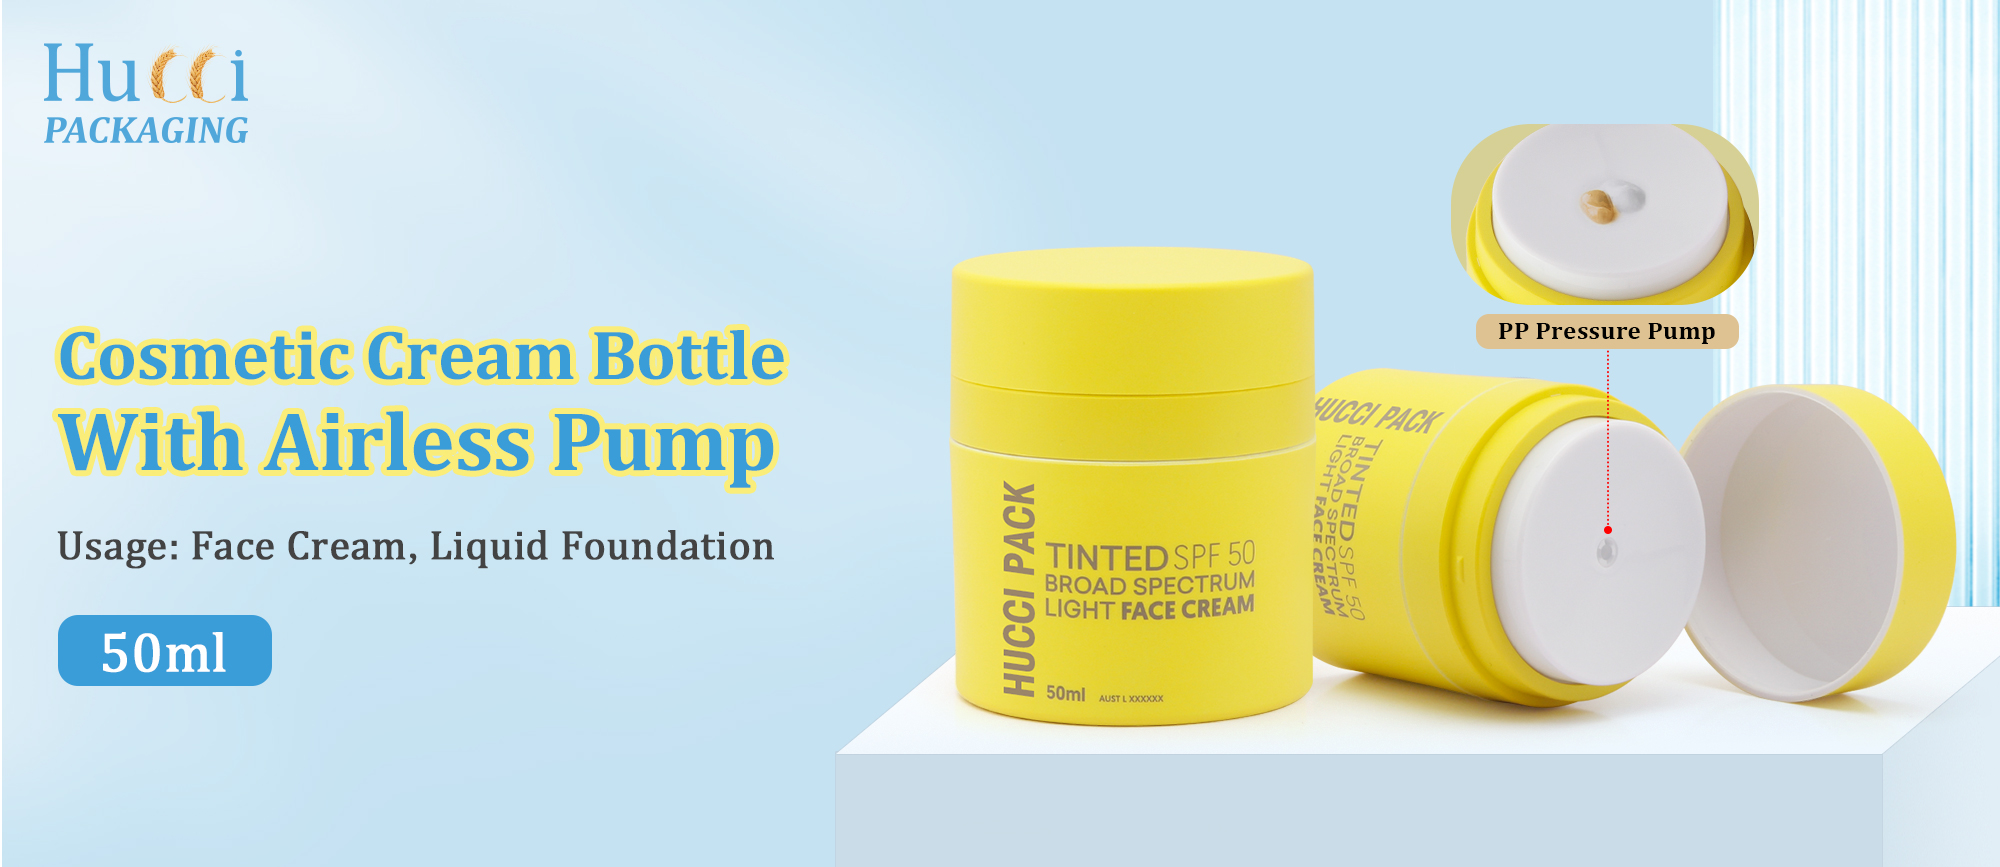 Hucci
PACKAGING
Cosmetic Cream Bottle
With Airless Pump
Usage: Face Cream, Liquid Foundation
50ml
PP Pressure Pump
HUCCI PACK
TINTED SPF 50
BROAD SPECTRUM
LIGHT FACE CREAM
50ml AUST L XXXXXX
HUCCI PACK
TINTED SPF 50
BROAD SPECTRUM
LIGHT FACE CREAM